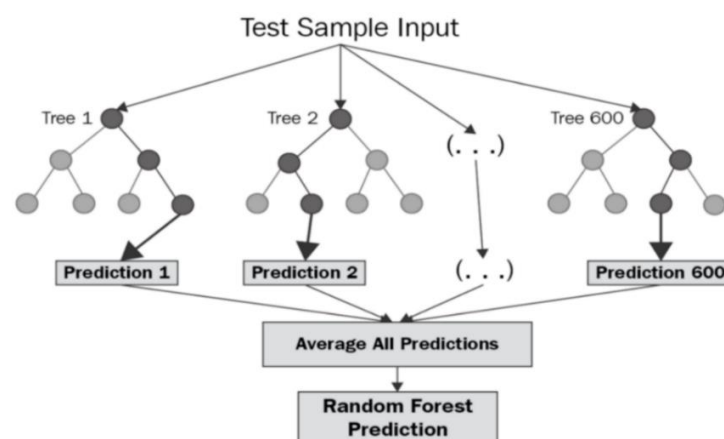 Test Sample Input
Tree 1
Tree 2
Tree 600
(. . .)
Prediction 1
Prediction 2
(. . .)
Prediction 600
Average All Predictions
Random Forest
Prediction